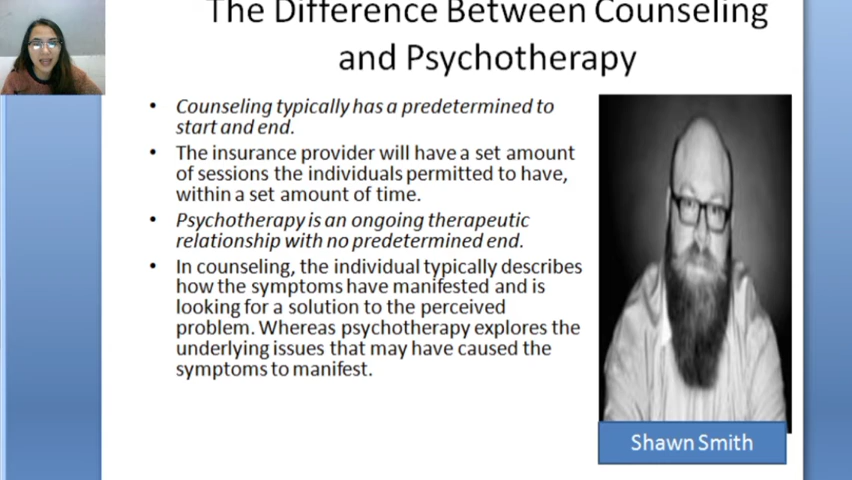 The Difference Between Counseling
and Psychotherapy
• Counseling typically has a predetermined to
start and end.
• The insurance provider will have a set amount
of sessions the individuals permitted to have,
within a set amount of time.
• Psychotherapy is an ongoing therapeutic
relationship with no predetermined end.
• In counseling, the individual typically describes
how the symptoms have manifested and is
looking for a solution to the perceived
problem. Whereas psychotherapy explores the
underlying issues that may have caused the
symptoms to manifest.
Shawn Smith